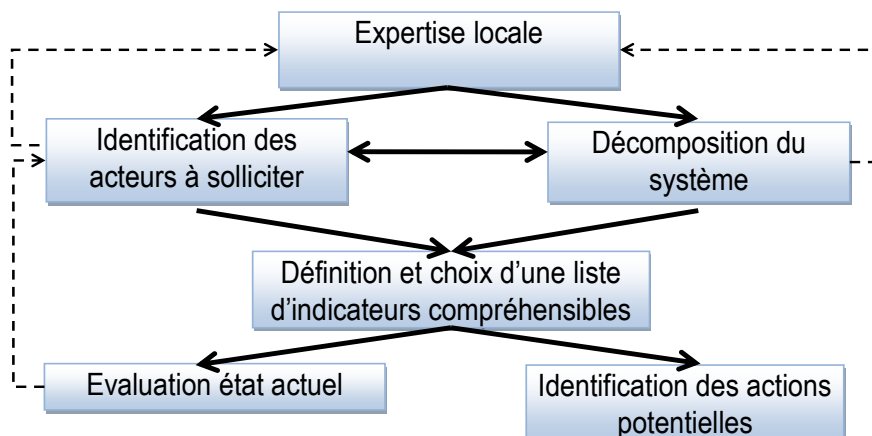 Expertise locale
Identification des
acteurs à solliciter
Décomposition du
système
Définition et choix d'une liste
d'indicateurs compréhensibles
Evaluation état actuel
Identification des actions
potentielles